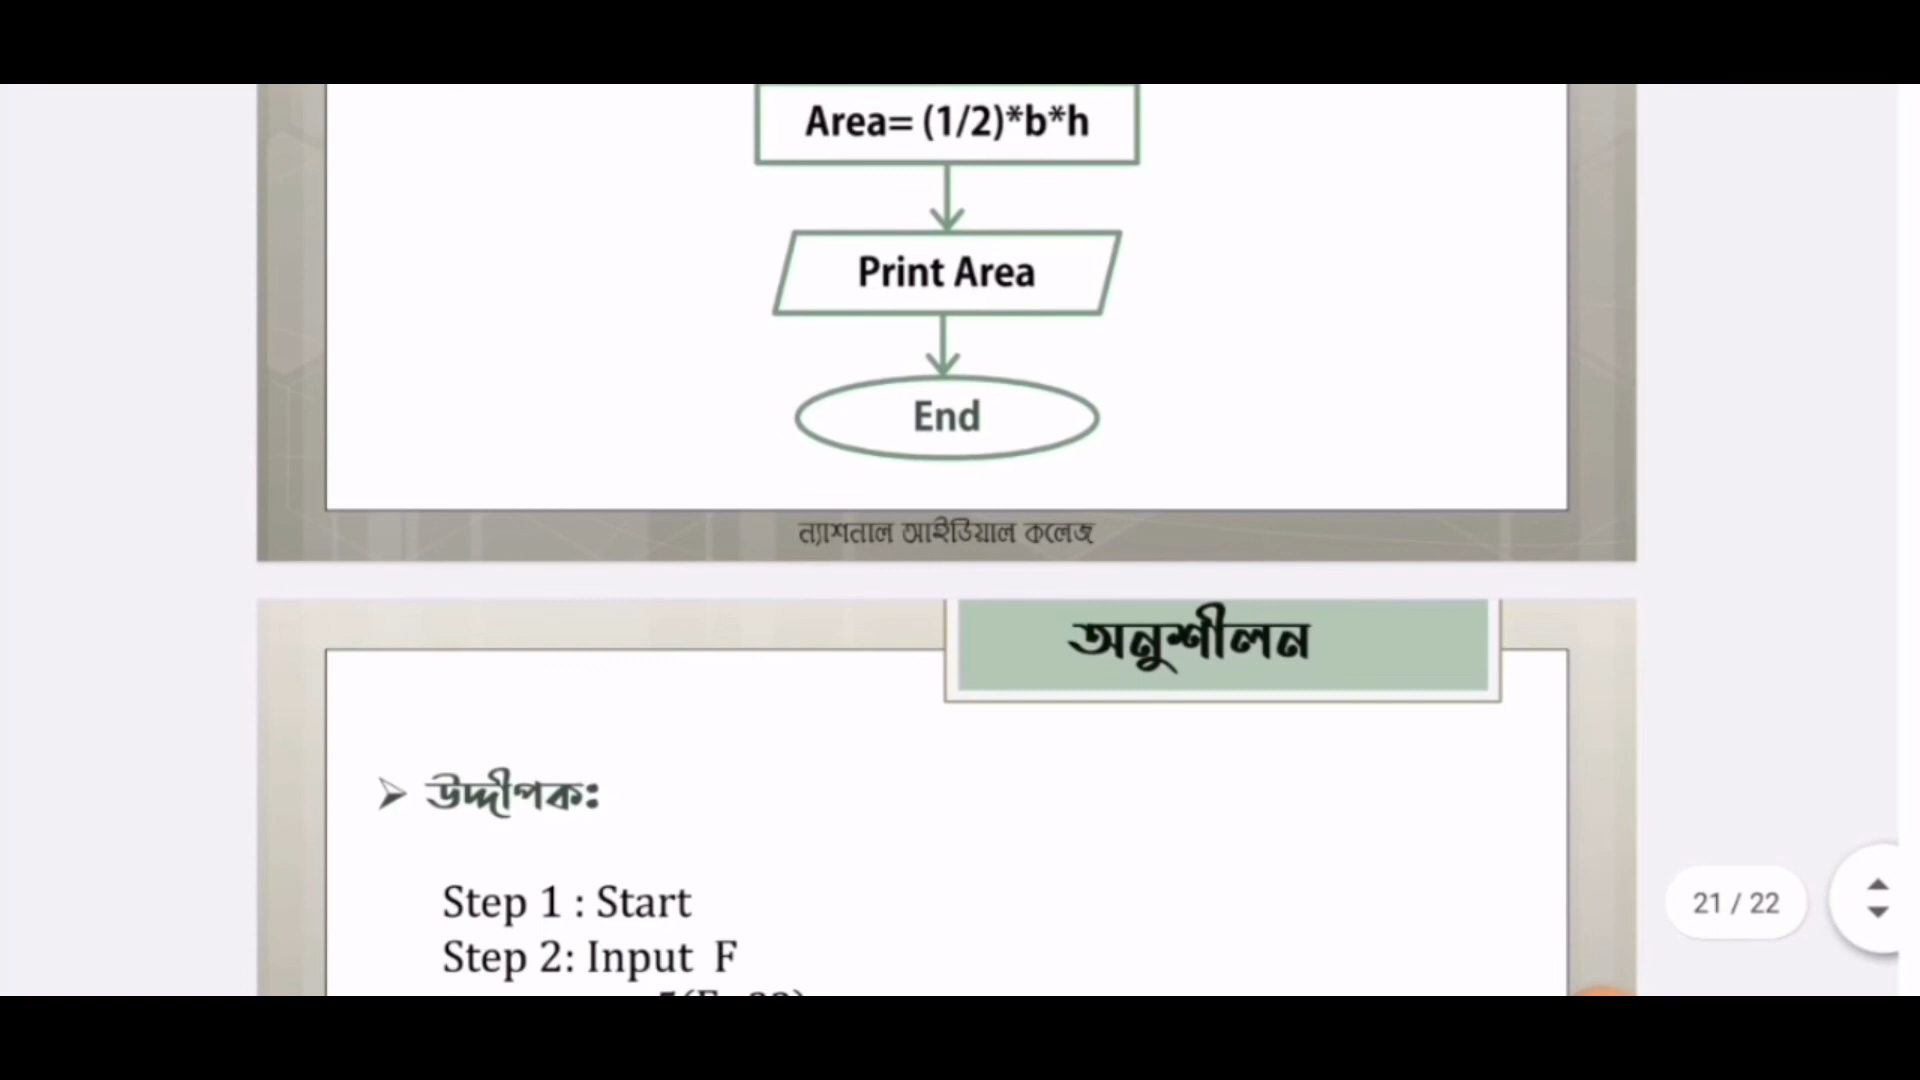 Area= (1/2)*b*h
Print Area
End
ন্যাশনাল আইডিয়াল কলেজ
অনুশীলন
➢ উদ্দীপকঃ
Step 1 : Start
Step 2: Input F
21 / 22